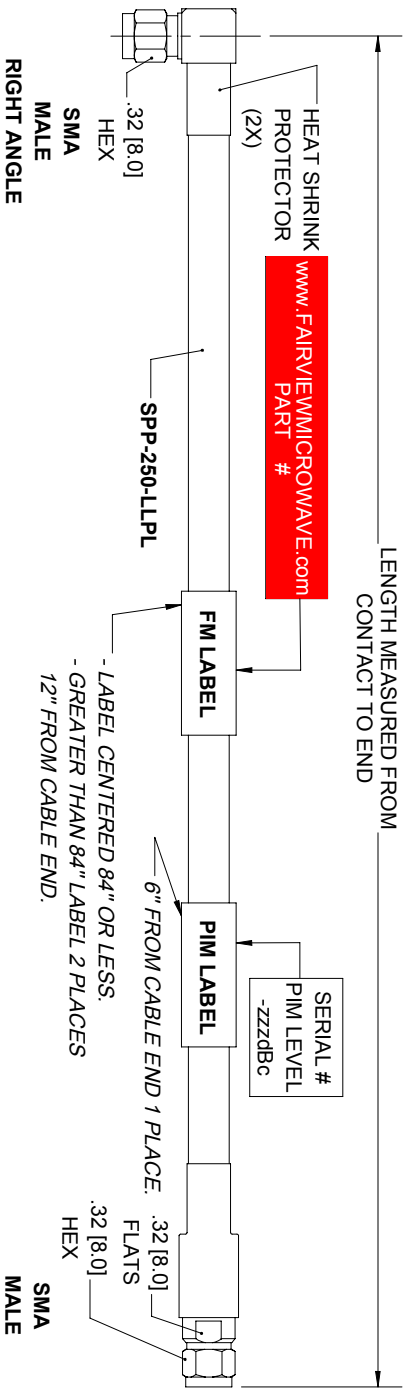 LENGTH MEASURED FROM
CONTACT TO END
HEAT SHRINK
PROTECTOR
(2X)
www.FAIRVIEWMICROWAVE.com
PART #
SERIAL #
PIM LEVEL
-zzzdBc
FM LABEL
PIM LABEL
.32 [8.0]
HEX
SMA
MALE
RIGHT ANGLE
SPP-250-LLPL
- LABEL CENTERED 84" OR LESS.
- GREATER THAN 84" LABEL 2 PLACES
12" FROM CABLE END.
6" FROM CABLE END 1 PLACE.
.32 [8.0]
FLATS
.32 [8.0]
HEX
SMA
MALE